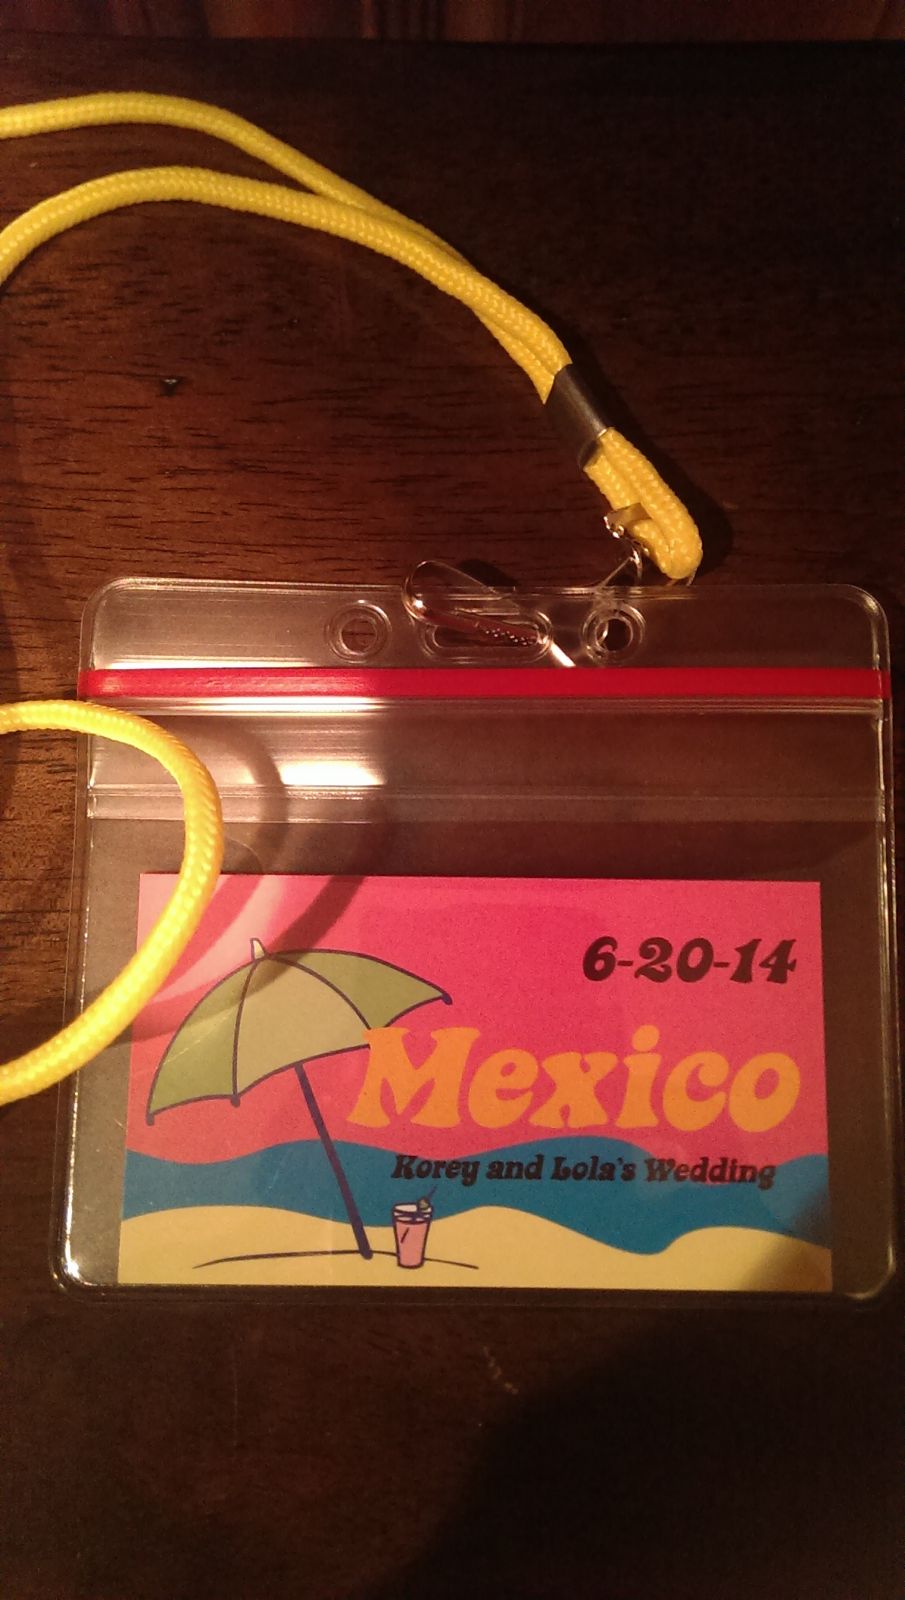 6-20-14
Mexico
Korey and Lola's Wedding